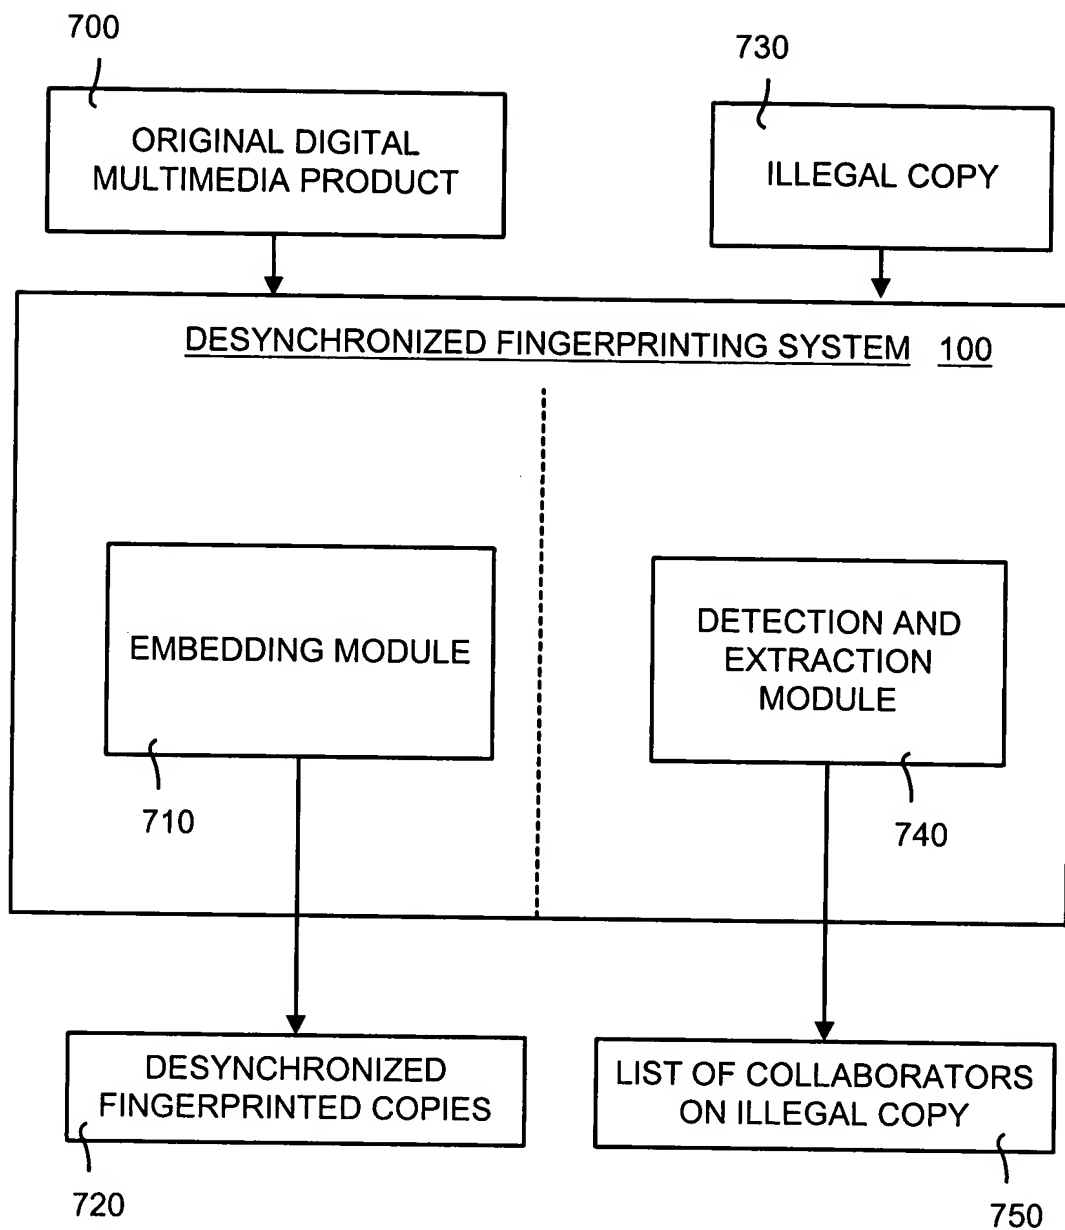 700
730
ORIGINAL DIGITAL
MULTIMEDIA PRODUCT
ILLEGAL COPY
DESYNCHRONIZED FINGERPRINTING SYSTEM 100
EMBEDDING MODULE
DETECTION AND
EXTRACTION
MODULE
710
740
DESYNCHRONIZED
FINGERPRINTED COPIES
LIST OF COLLABORATORS
ON ILLEGAL COPY
720
750